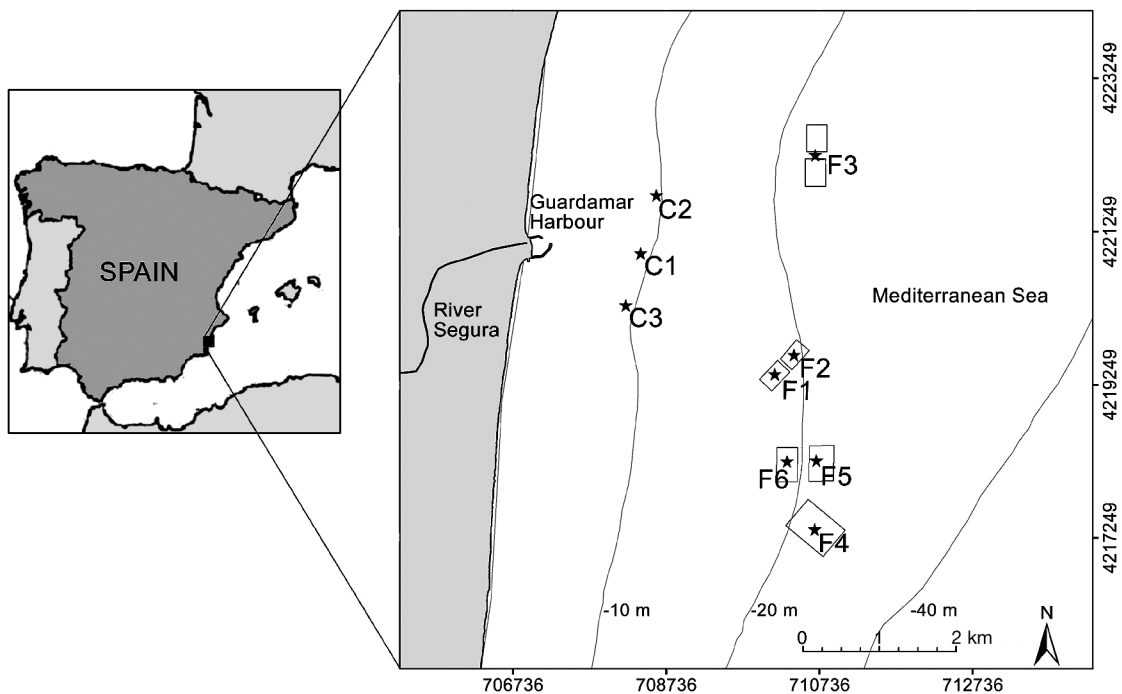 SPAIN
Guardamar
Harbour
River
Segura
C2
C1
C3
F3
Mediterranean Sea
F2
F1
F6
F5
F4
-10 m
-20 m
-40 m
0 1 2 km
N
4223249
4221249
4219249
4217249
706736
708736
710736
712736